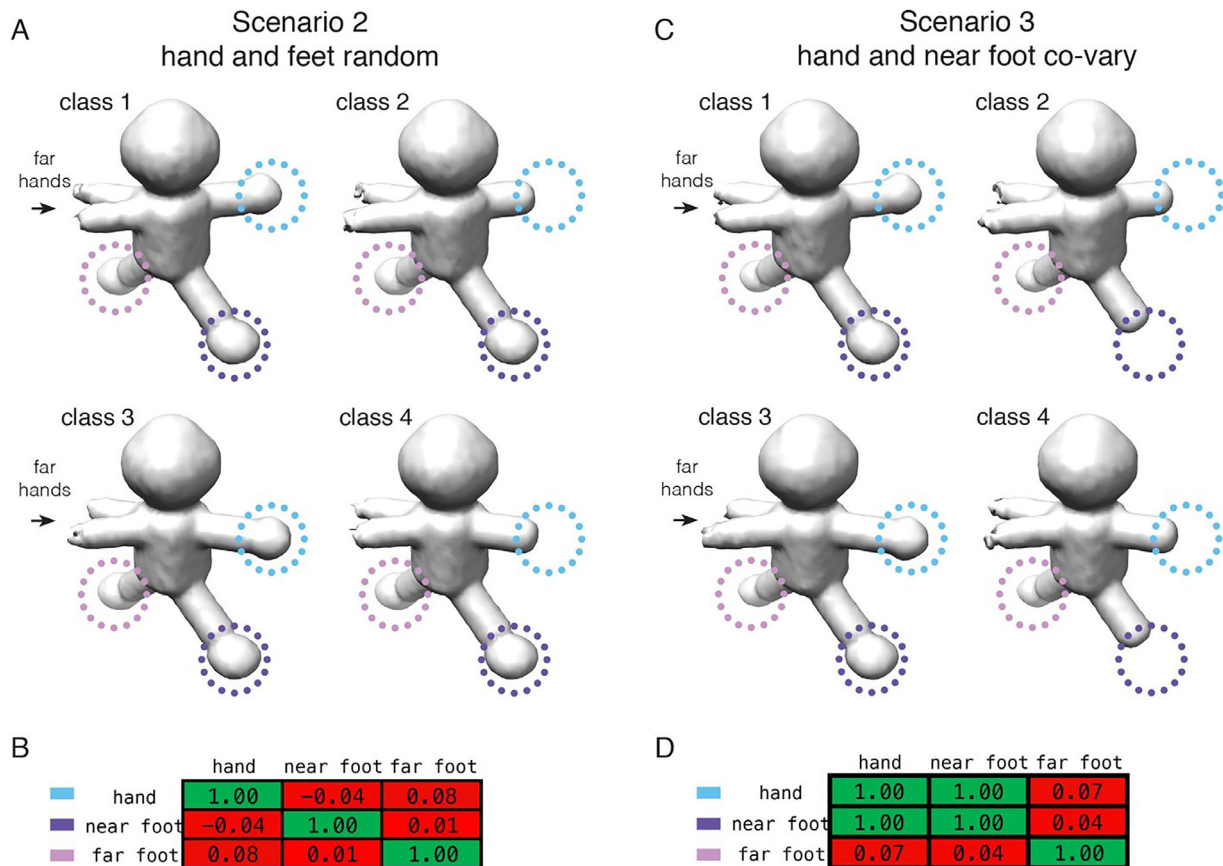 A
Scenario 2
hand and feet random
class 1
class 2
far
hands
class 3
class 4
far
hands
B
hand near foot far foot
hand 1.00 −0.04 0.08
near foot −0.04 1.00 0.01
far foot 0.08 0.01 1.00
C
Scenario 3
hand and near foot co-vary
class 1
class 2
far
hands
class 3
class 4
far
hands
D
hand near foot far foot
hand 1.00 1.00 0.07
near foot 1.00 1.00 0.04
far foot 0.07 0.04 1.00